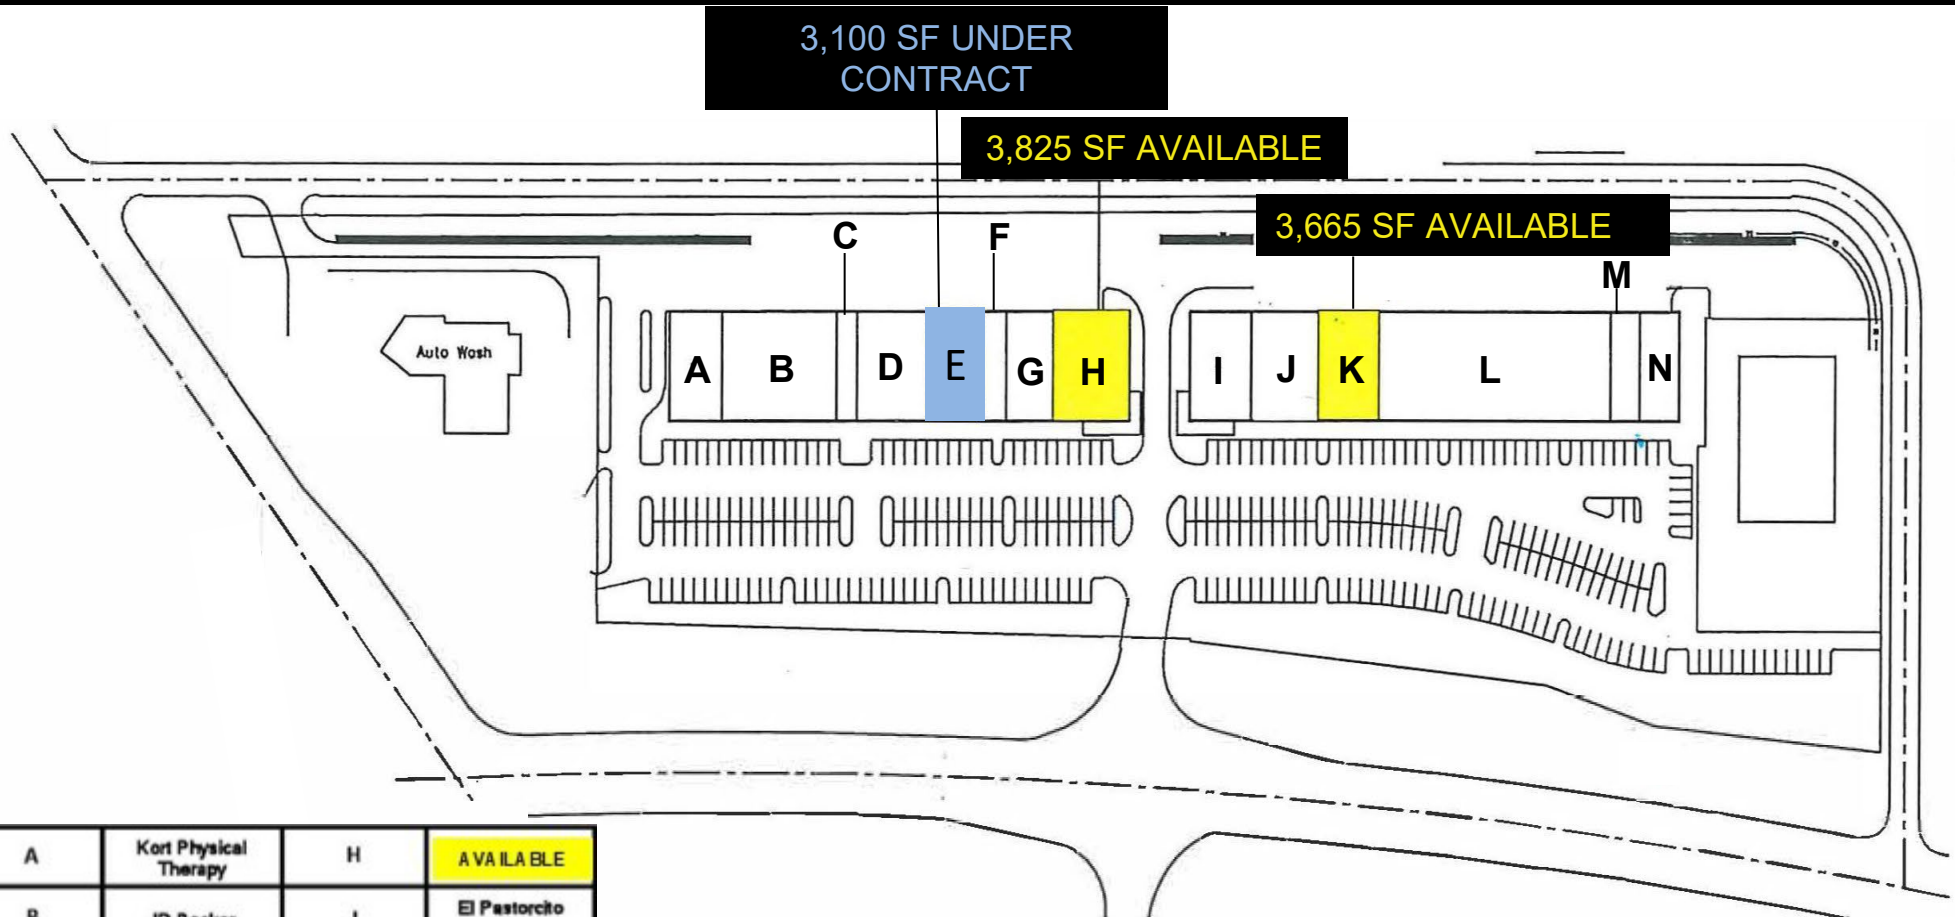 3,100 SF UNDER
CONTRACT
3,825 SF AVAILABLE
3,665 SF AVAILABLE
C
F
M
Auto Wash
A
B
D
E
G
H
I
J
K
L
N
A
Kort Physical
Therapy
H
AVAILABLE
B
I
El Pastorcito